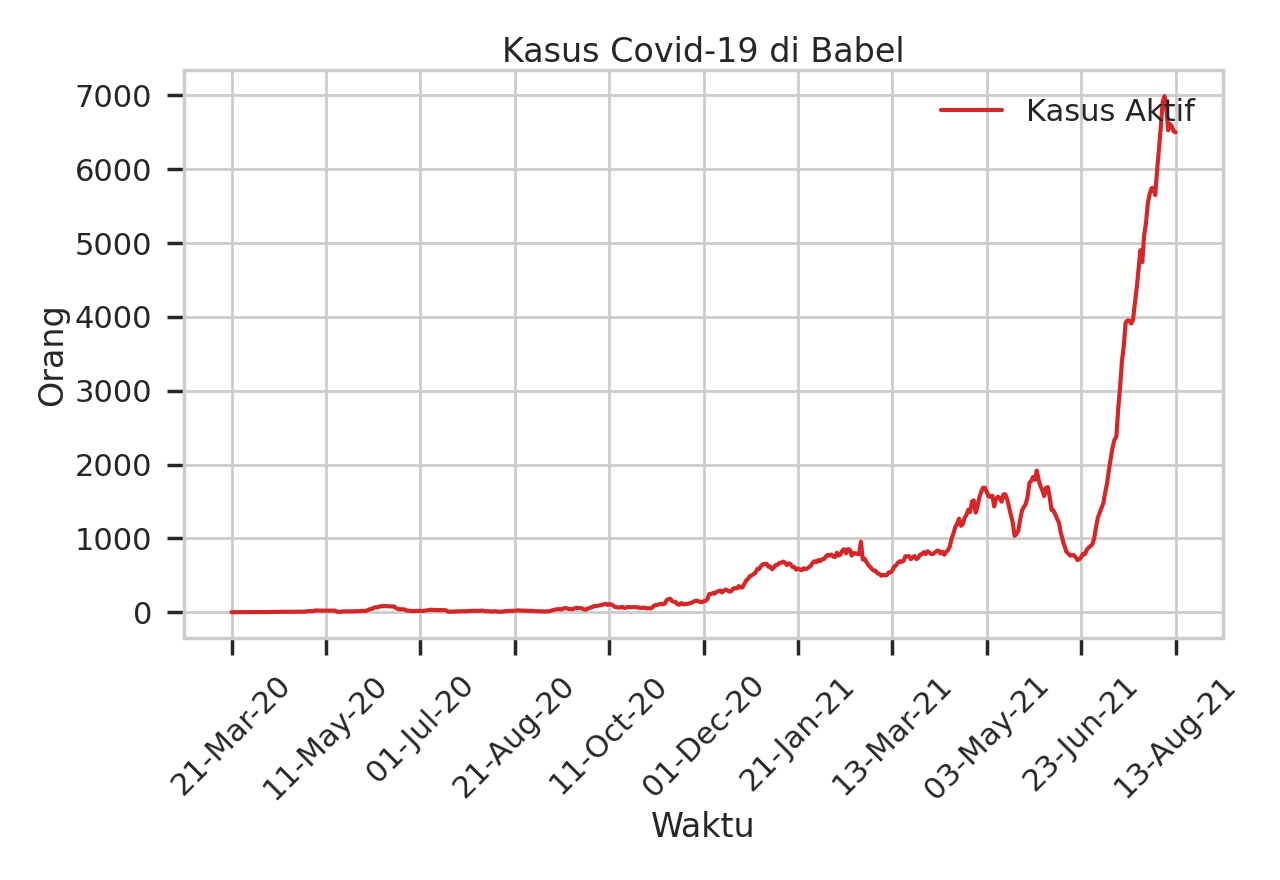 Kasus Covid-19 di Babel
Kasus Aktif
7000
6000
5000
4000
3000
2000
1000
0
Orang
21-Mar-20
11-May-20
01-Jul-20
21-Aug-20
11-Oct-20
01-Dec-20
21-Jan-21
13-Mar-21
03-May-21
23-Jun-21
13-Aug-21
Waktu